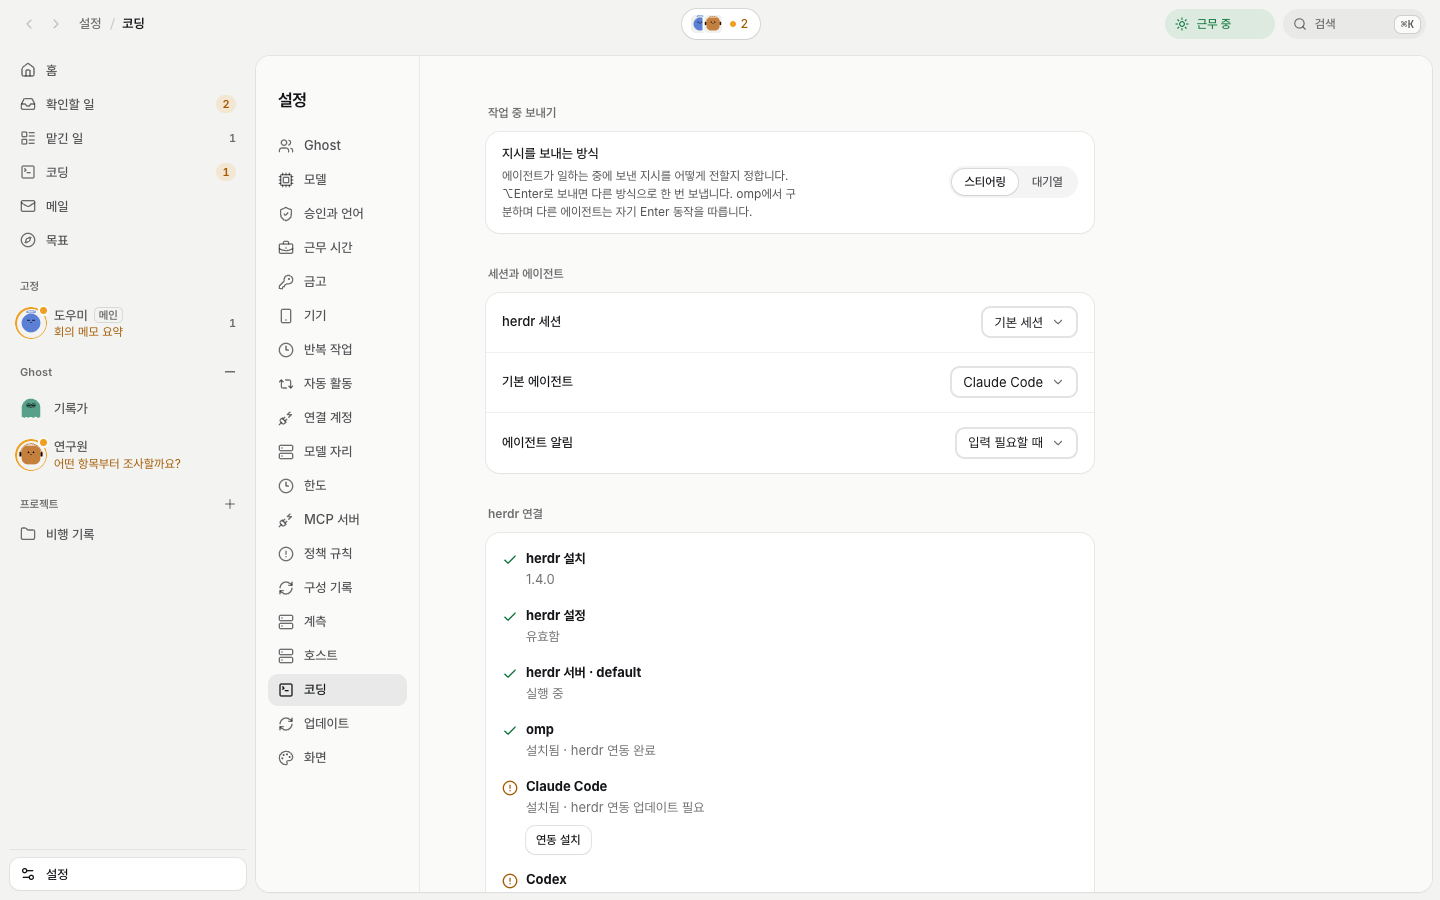 설정 / 코딩
2
근무 중
검색
⌘K
홈
확인할 일
2
맡긴 일
1
코딩
1
메일
목표
고정
도우미 메인
회의 메모 요약
1
Ghost
기록가
연구원
어떤 항목부터 조사할까요?
프로젝트
비행 기록
설정
설정
Ghost
모델
승인과 언어
근무 시간
금고
기기
반복 작업
자동 활동
연결 계정
모델 자리
한도
MCP 서버
정책 규칙
구성 기록
계측
호스트
코딩
업데이트
화면
작업 중 보내기
지시를 보내는 방식
에이전트가 일하는 중에 보낸 지시를 어떻게 전할지 정합니다.
⌥Enter로 보내면 다른 방식으로 한 번 보냅니다. omp에서 구
분하며 다른 에이전트는 자기 Enter 동작을 따릅니다.
스티어링
대기열
세션과 에이전트
herdr 세션
기본 세션
기본 에이전트
Claude Code
에이전트 알림
입력 필요할 때
herdr 연결
herdr 설치
1.4.0
herdr 설정
유효함
herdr 서버 · default
실행 중
omp
설치됨 · herdr 연동 완료
Claude Code
설치됨 · herdr 연동 업데이트 필요
연동 설치
Codex